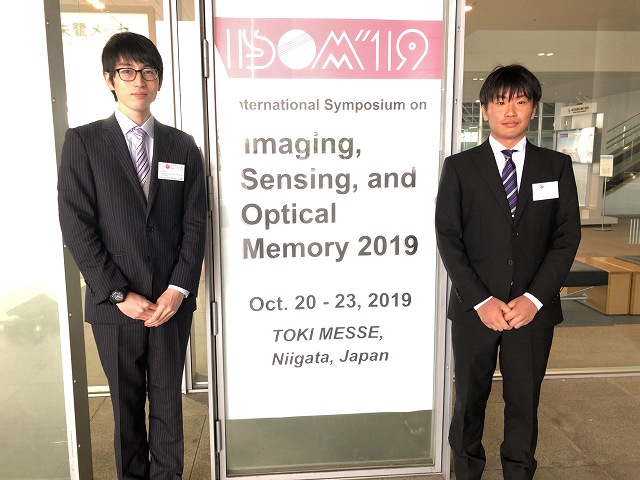 ISOM"19
International Symposium on
Imaging,
Sensing, and
Optical
Memory 2019
Oct. 20 - 23, 2019
TOKI MESSE,
Niigata, Japan